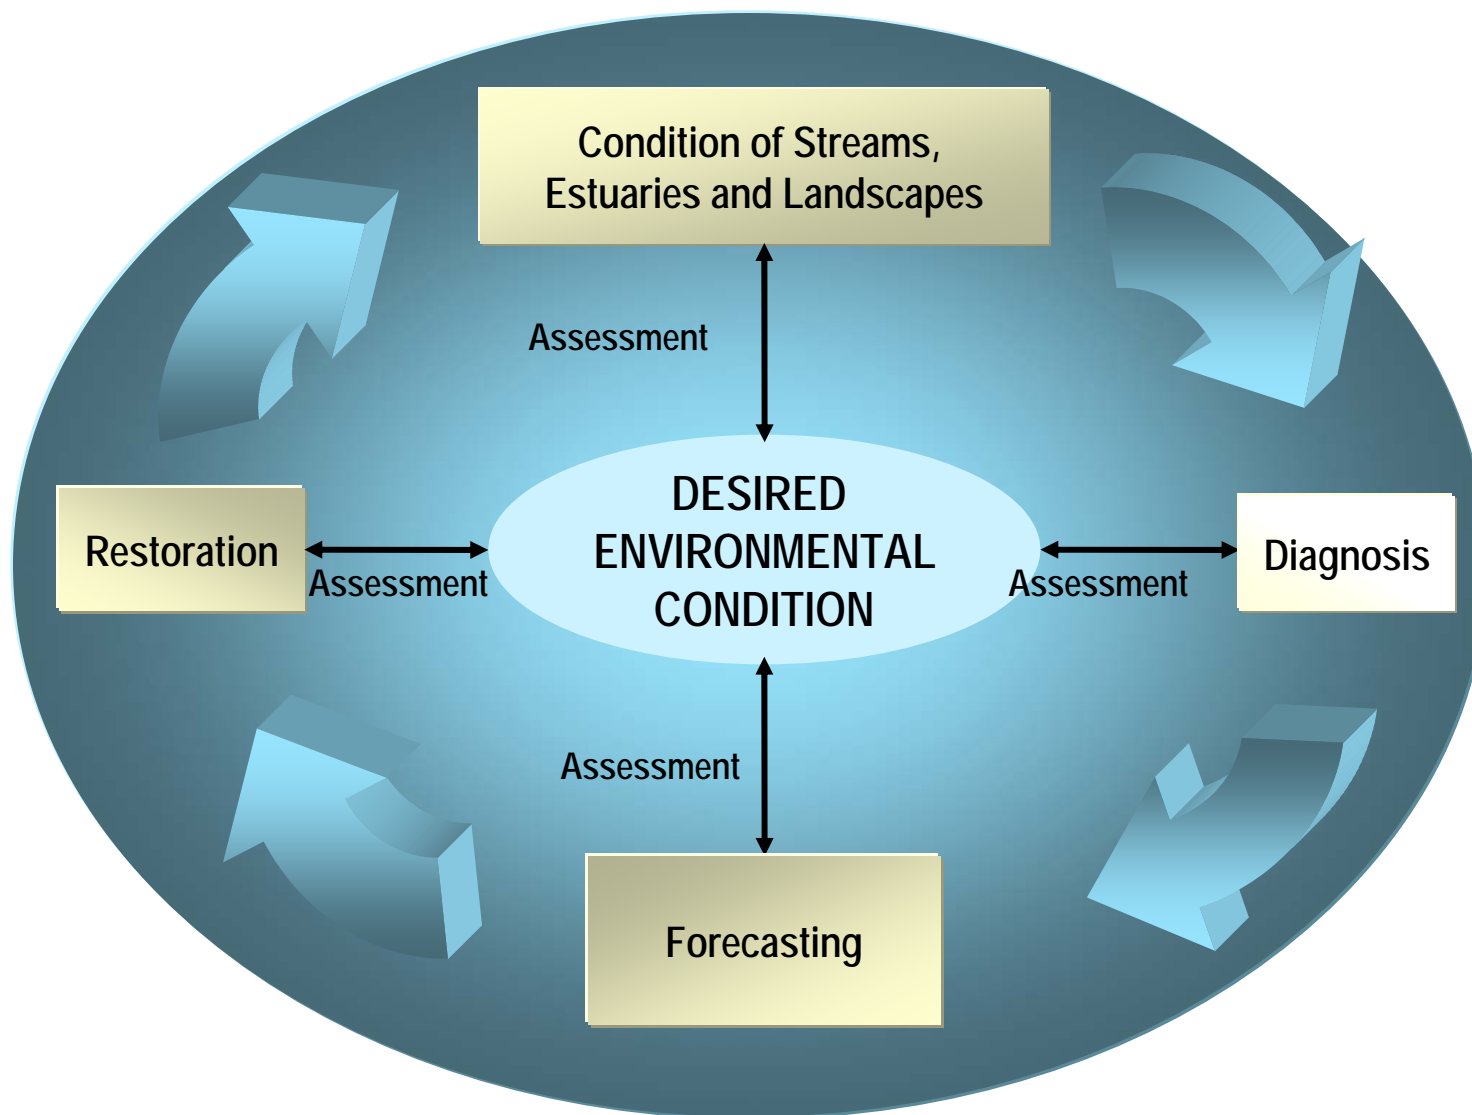 Condition of Streams,
Estuaries and Landscapes
Assessment
DESIRED
ENVIRONMENTAL
CONDITION
Restoration
Assessment
Assessment
Diagnosis
Assessment
Forecasting